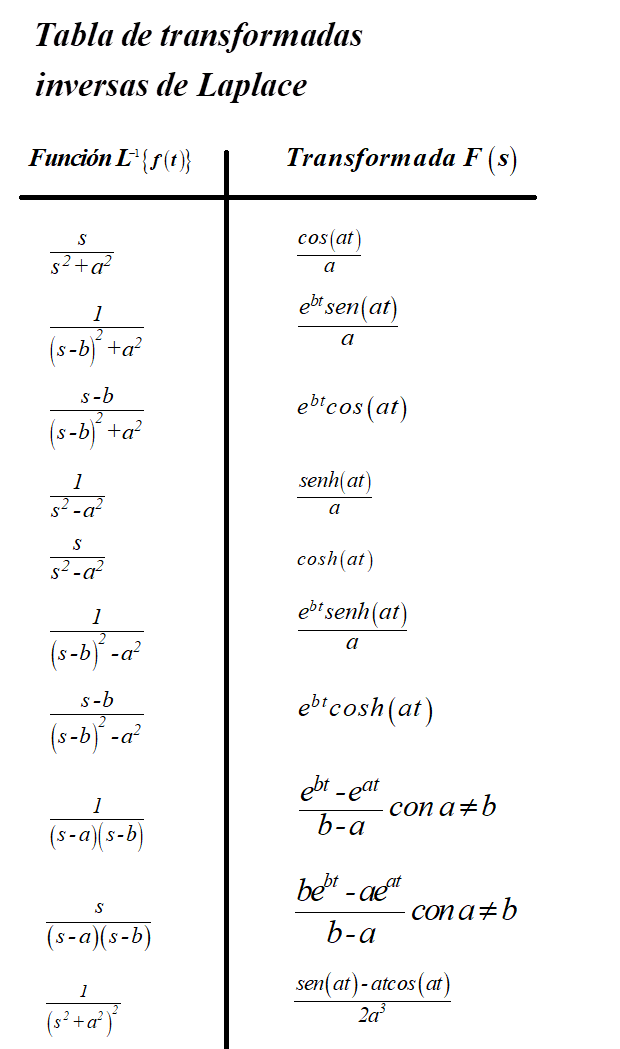 Tabla de transformadas
inversas de Laplace
Función L⁻¹{f(t)} Transformada F(s)
s/(s²+a²) cos(at)/a
1/((s-b)²+a²) e^(bt)sen(at)/a
(s-b)/((s-b)²+a²) e^(bt)cos(at)
1/(s²-a²) senh(at)/a
s/(s²-a²) cosh(at)
1/((s-b)²-a²) e^(bt)senh(at)/a
(s-b)/((s-b)²-a²) e^(bt)cosh(at)
1/((s-a)(s-b)) (e^(bt)-e^(at))/(b-a) con a≠b
s/((s-a)(s-b)) (be^(bt)-ae^(at))/(b-a) con a≠b
1/(s²+a²)² (sen(at)-atcos(at))/(2a³)